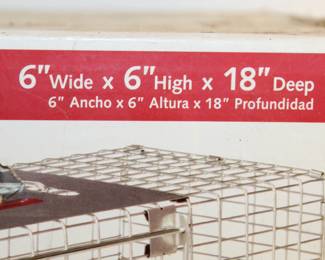 6" Wide x 6" High x 18" Deep
6" Ancho x 6" Altura x 18" Profundidad